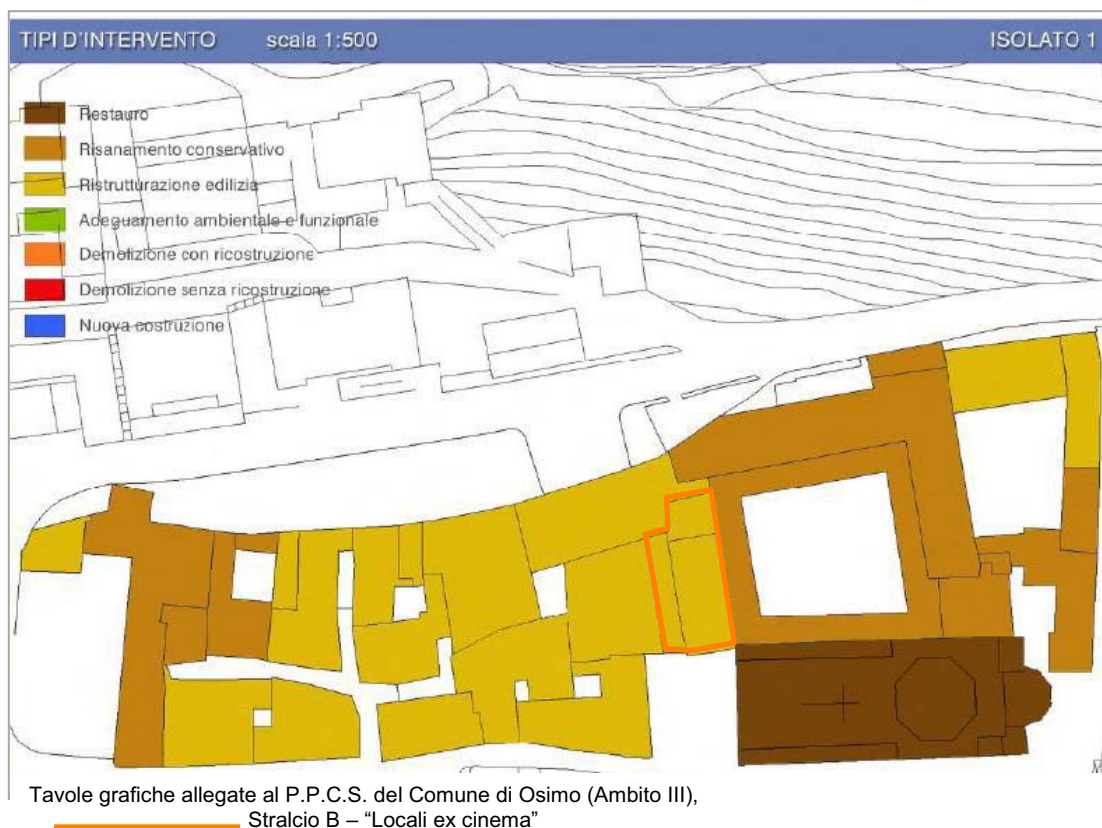 TIPI D'INTERVENTO scala 1:500 ISOLATO 1
Restauro
Risanamento conservativo
Ristrutturazione edilizia
Adeguamento ambientale e funzionale
Demolizione con ricostruzione
Demolizione senza ricostruzione
Nuova costruzione
Tavole grafiche allegate al P.P.C.S. del Comune di Osimo (Ambito III),
Stralcio B – “Locali ex cinema”